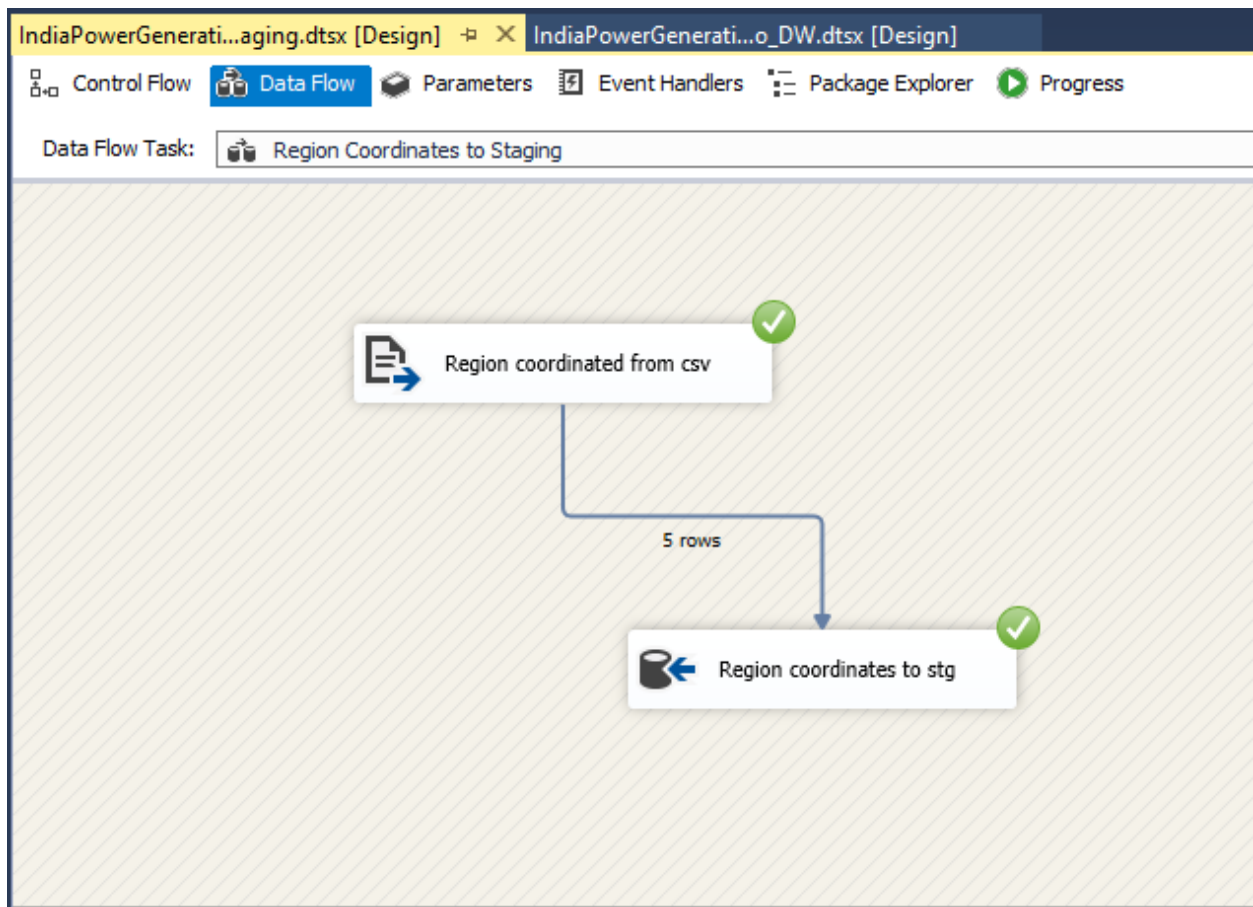 IndiaPowerGenerati...aging.dtsx [Design] IndiaPowerGenerati...o_DW.dtsx [Design]
Control Flow Data Flow Parameters Event Handlers Package Explorer Progress
Data Flow Task: Region Coordinates to Staging
Region coordinated from csv
5 rows
Region coordinates to stg